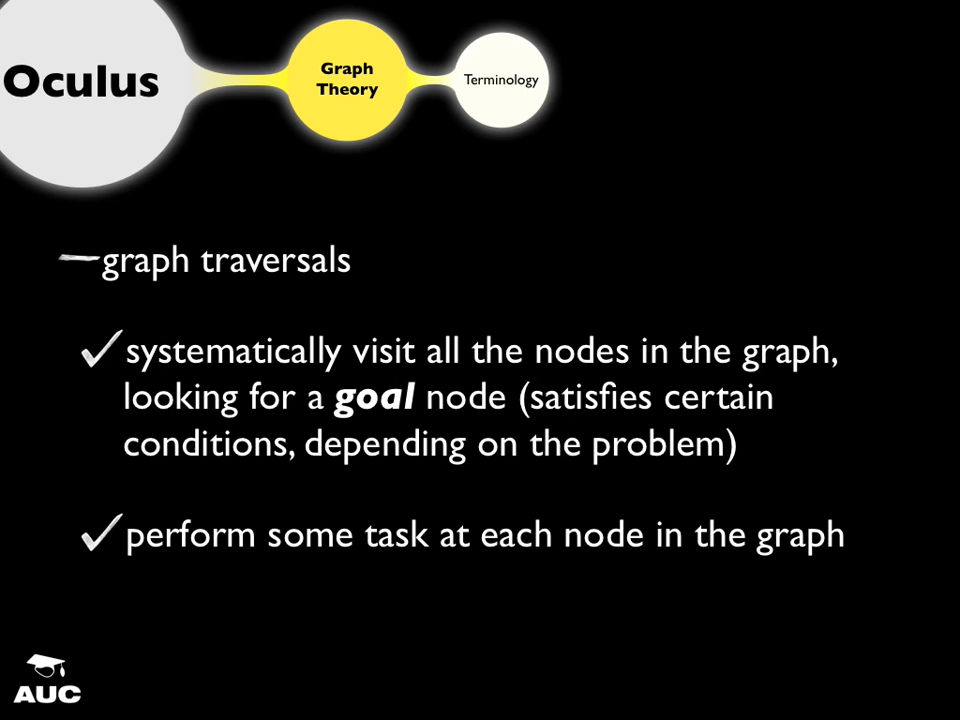 Oculus
Graph
Theory
Terminology
graph traversals
systematically visit all the nodes in the graph,
looking for a goal node (satisfies certain
conditions, depending on the problem)
perform some task at each node in the graph
AUC